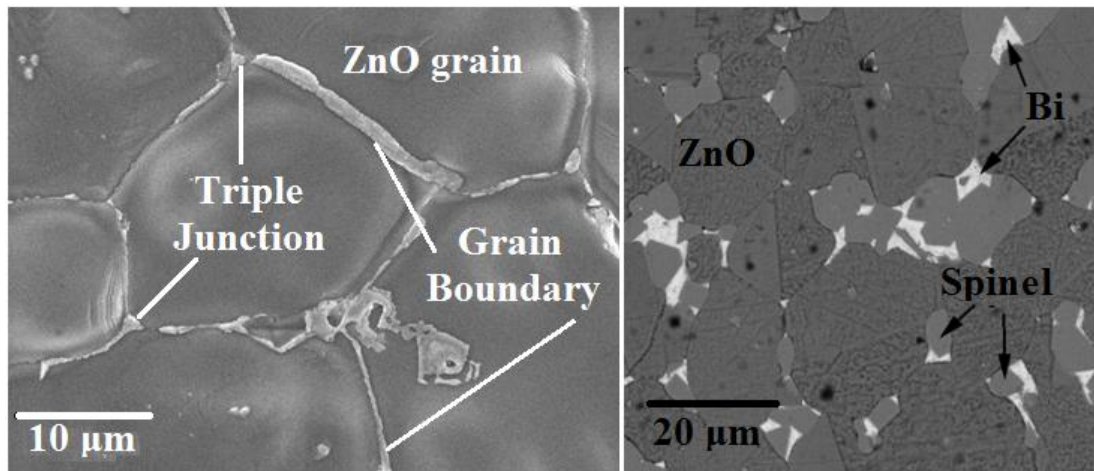 ZnO grain
Triple
Junction
Grain
Boundary
10 µm
Bi
ZnO
Spinel
20 µm